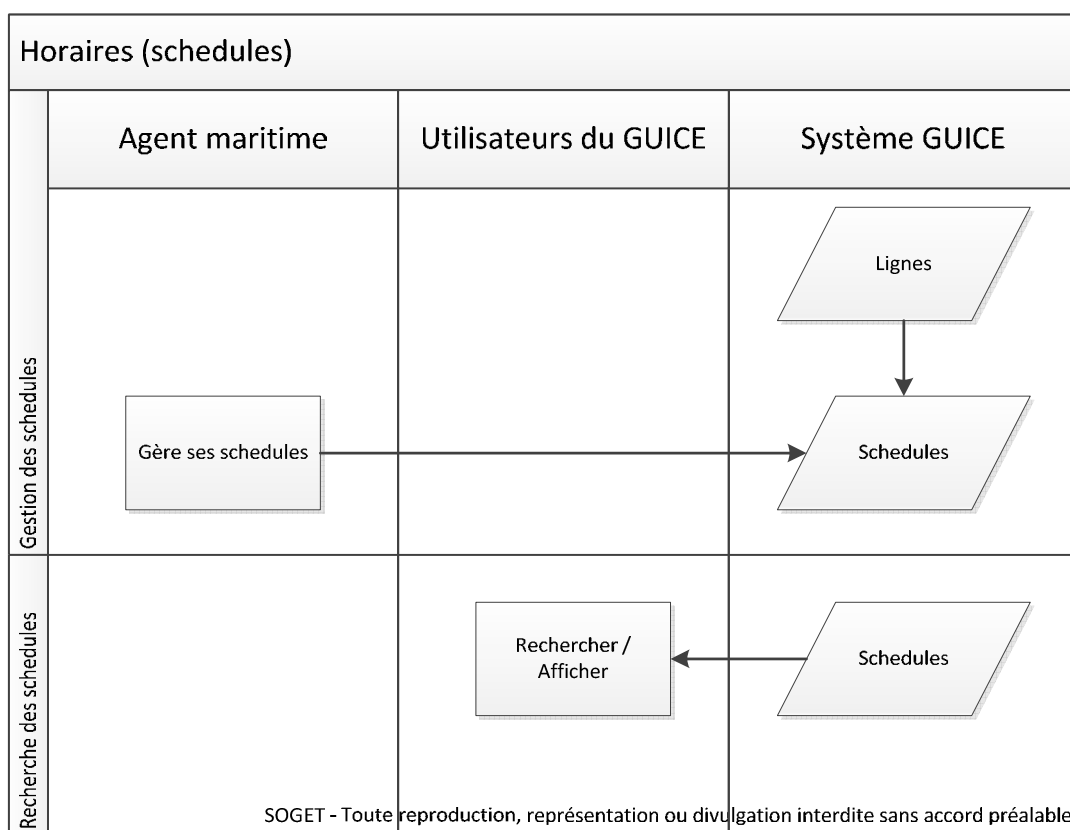 Horaires (schedules)
Agent maritime
Utilisateurs du GUICE
Système GUICE
Gestion des schedules
Lignes
Gère ses schedules
Schedules
Recherche des schedules
Rechercher /
Afficher
Schedules
SOGET - Toute reproduction, représentation ou divulgation interdite sans accord préalable